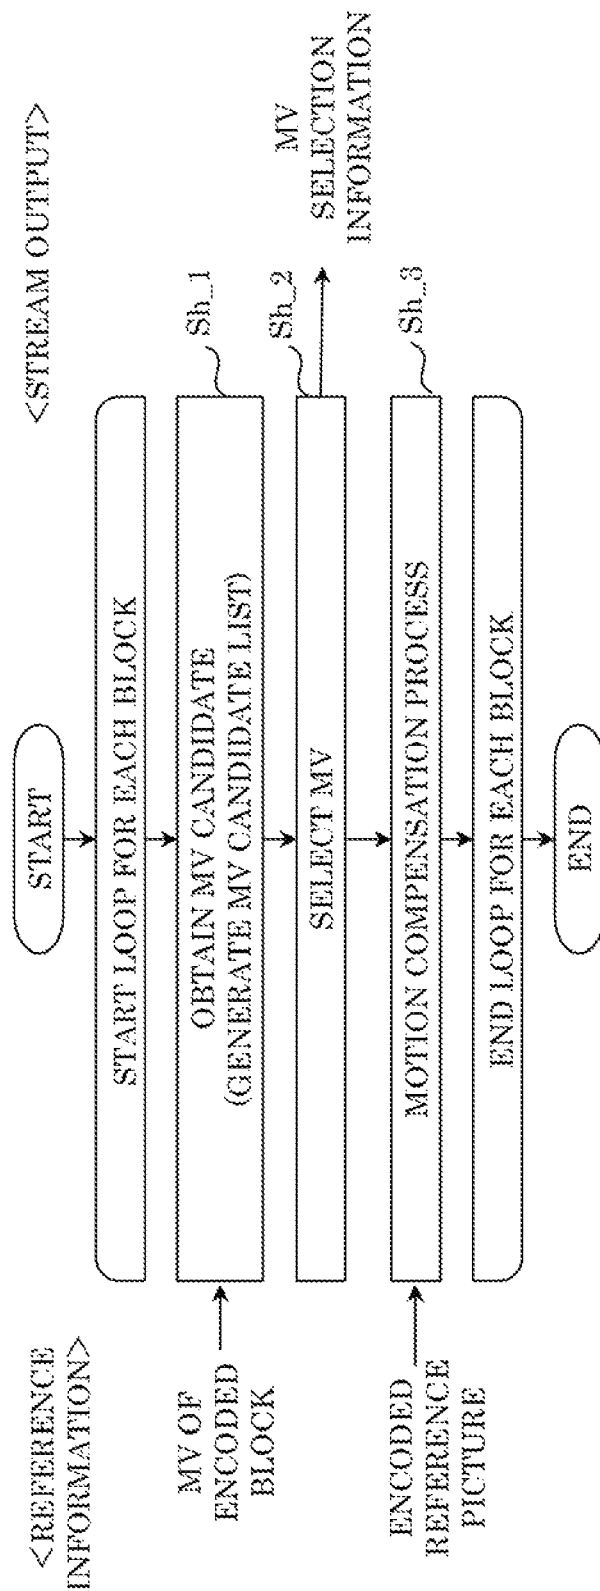 <REFERENCE
INFORMATION>
<STREAM OUTPUT>
START
START LOOP FOR EACH BLOCK
MV OF
ENCODED
BLOCK
OBTAIN MV CANDIDATE
(GENERATE MV CANDIDATE LIST)
Sh_1
SELECT MV
Sh_2
MV
SELECTION
INFORMATION
ENCODED
REFERENCE
PICTURE
MOTION COMPENSATION PROCESS
Sh_3
END LOOP FOR EACH BLOCK
END